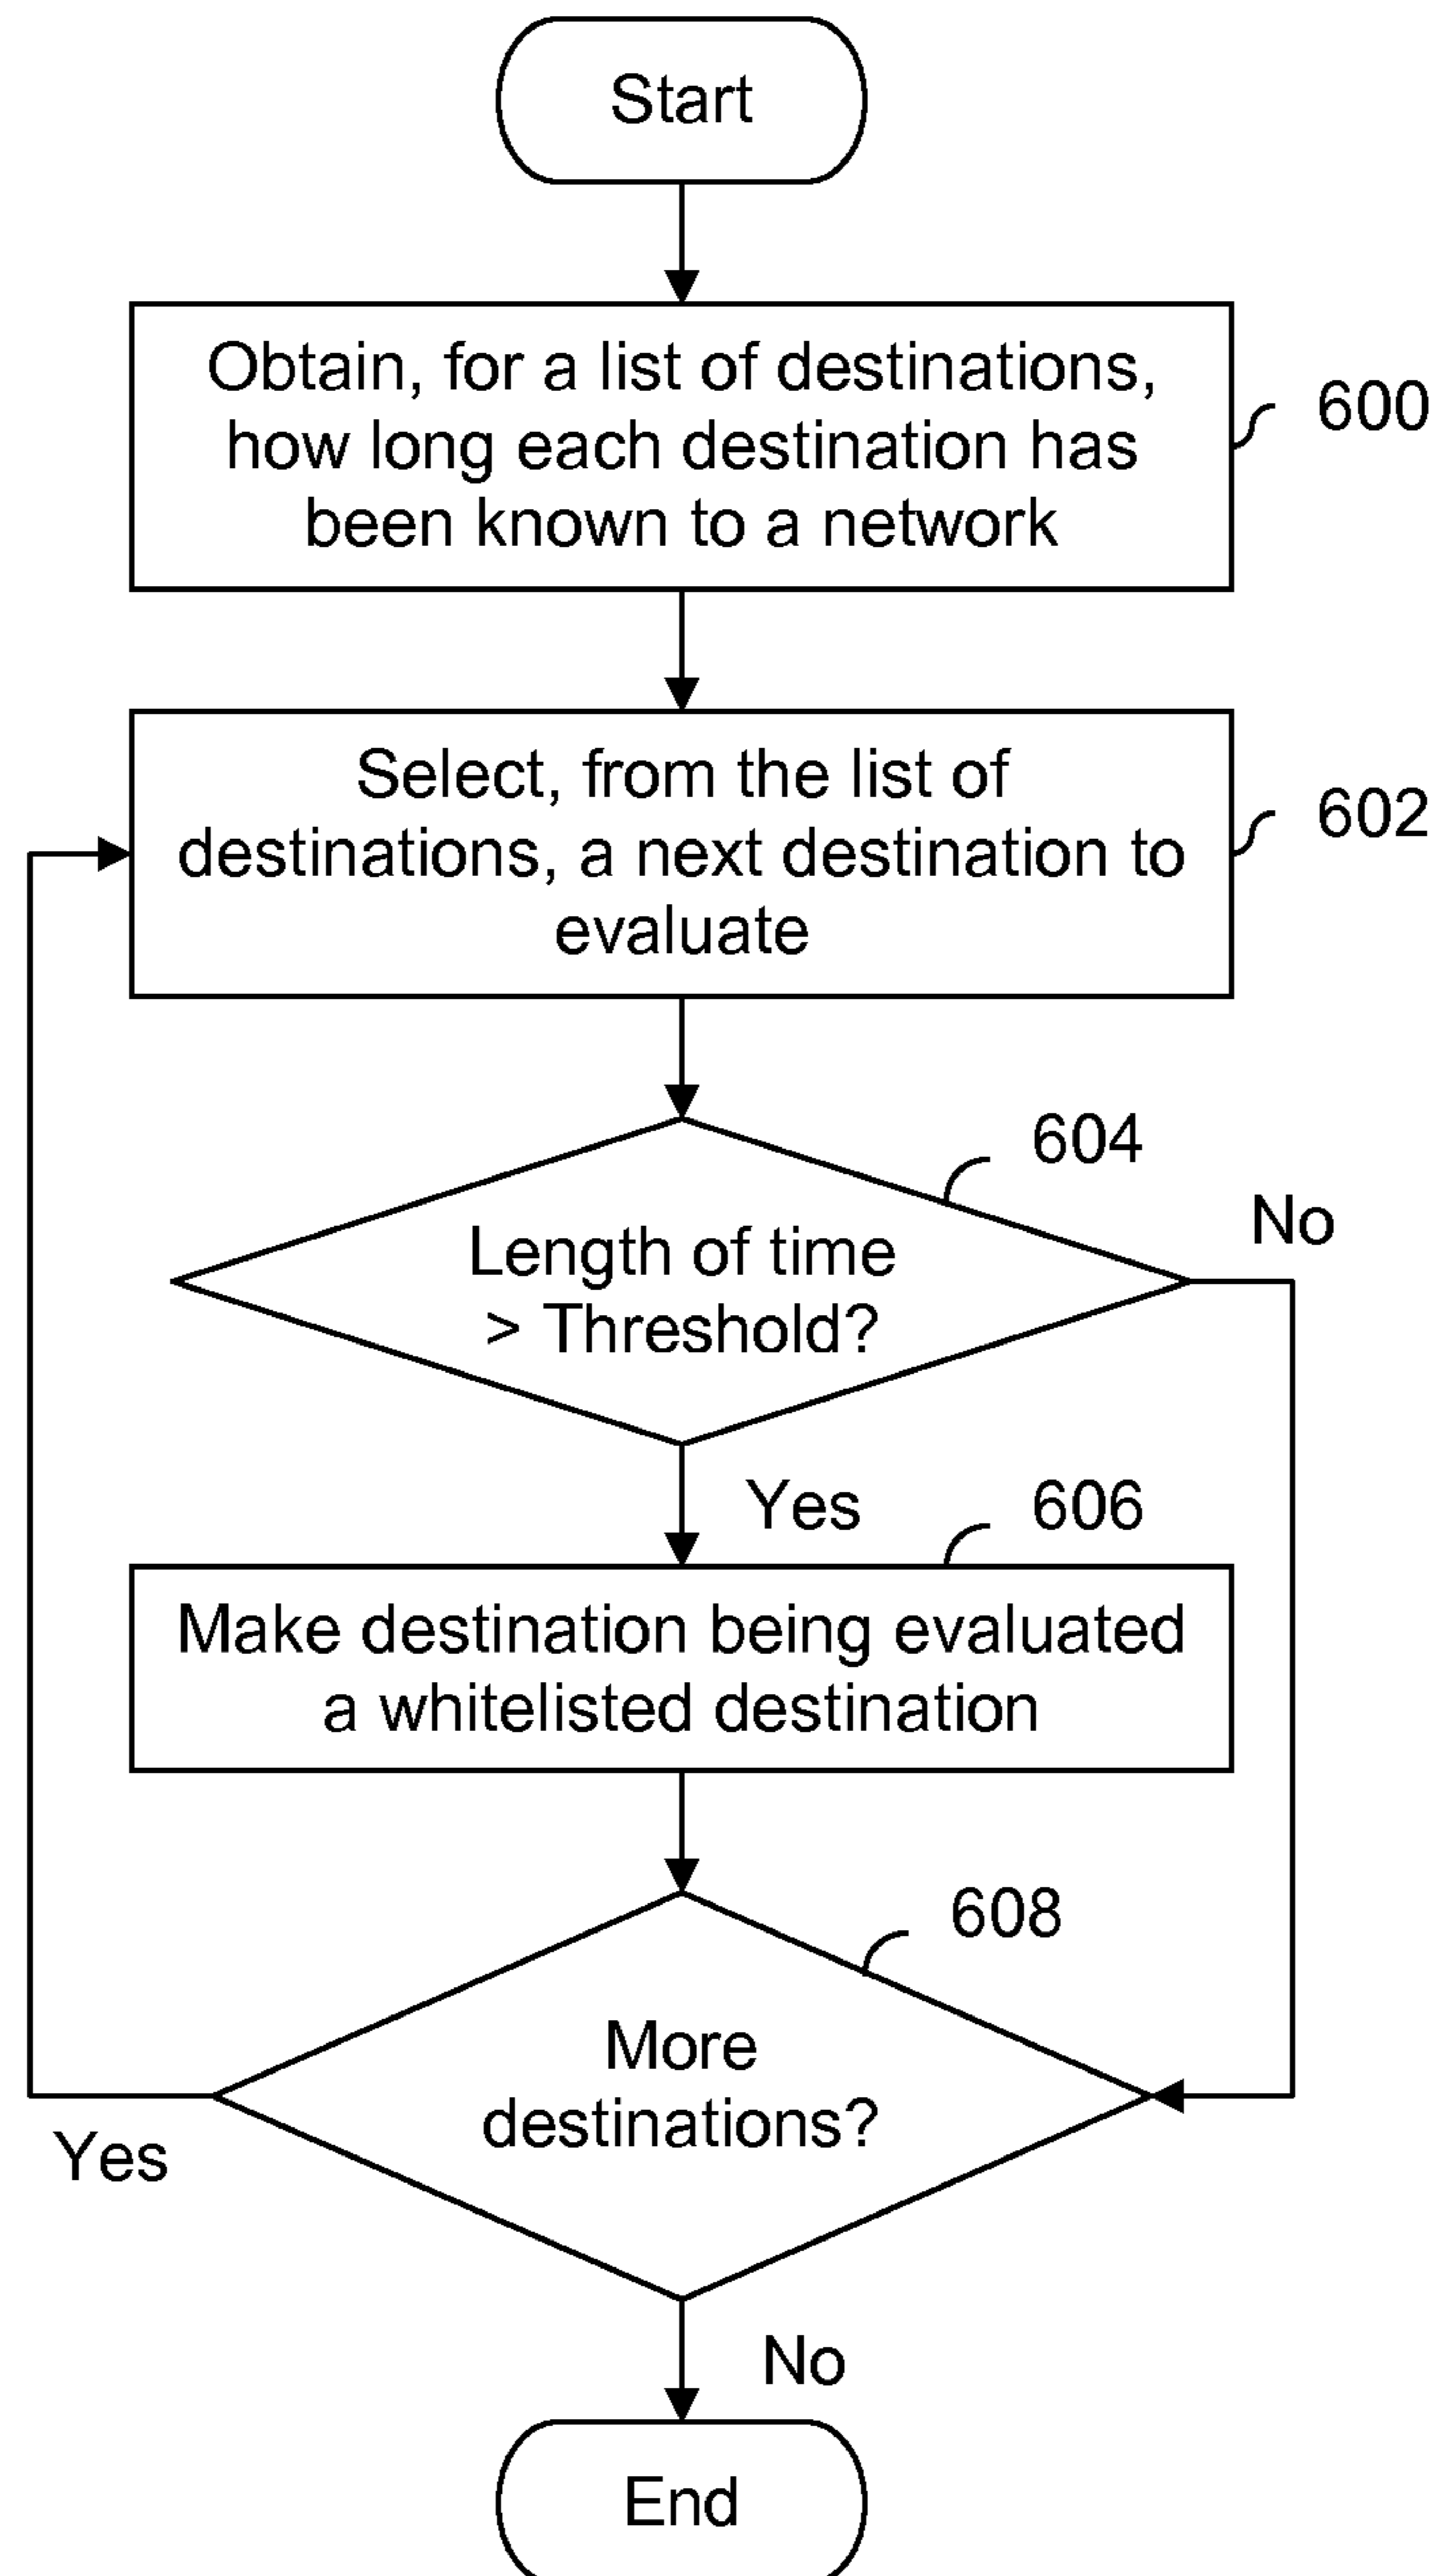 Start
Obtain, for a list of destinations,
how long each destination has
been known to a network
600
Select, from the list of
destinations, a next destination to
evaluate
602
604
No
Length of time
> Threshold?
Yes
606
Make destination being evaluated
a whitelisted destination
608
More
destinations?
Yes
No
End